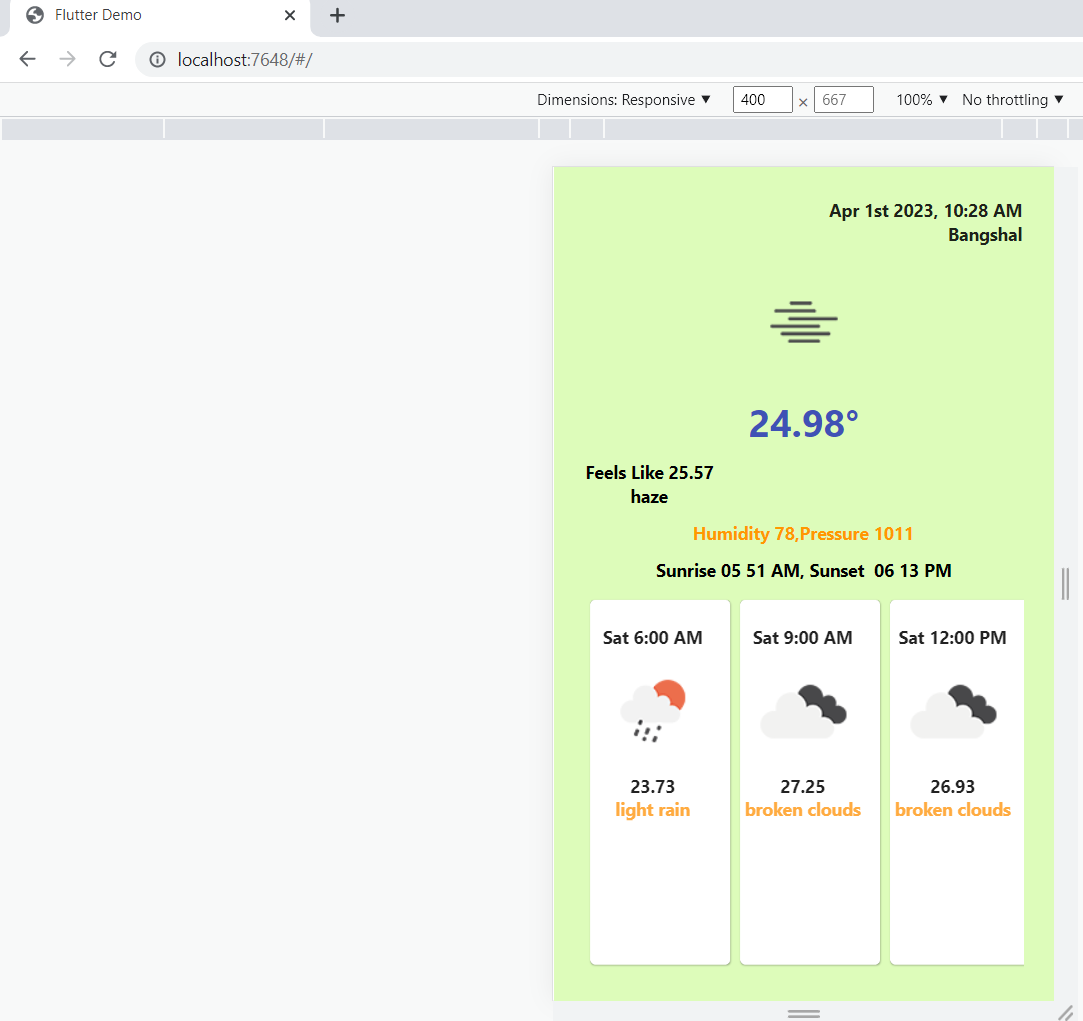 Flutter Demo
localhost:7648/#/
Dimensions: Responsive ▼ 400 × 667 100% ▼ No throttling ▼
Apr 1st 2023, 10:28 AM
Bangshal
24.98°
Feels Like 25.57
haze
Humidity 78,Pressure 1011
Sunrise 05 51 AM, Sunset  06 13 PM
Sat 6:00 AM
23.73
light rain
Sat 9:00 AM
27.25
broken clouds
Sat 12:00 PM
26.93
broken clouds